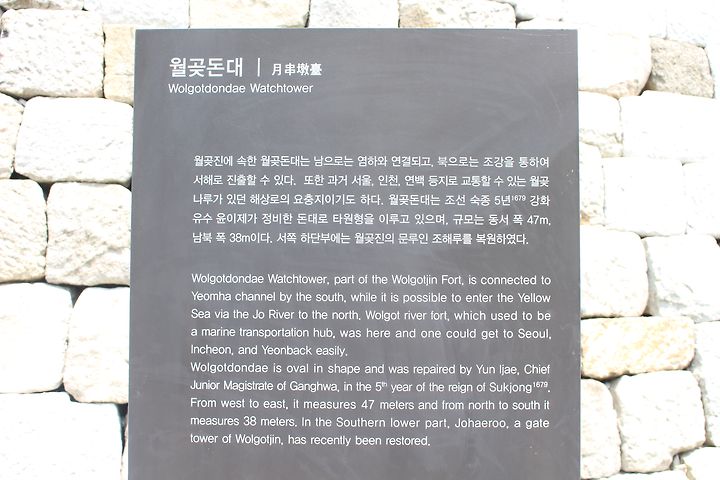 월곶돈대 | 月串墩臺
Wolgotdondae Watchtower
월곶진에 속한 월곶돈대는 남으로는 염하와 연결되고, 북으로는 조강을 통하여
서해로 진출할 수 있다. 또한 과거 서울, 인천, 연백 등지로 교통할 수 있는 월곶
나루가 있던 해상로의 요충지이기도 하다. 월곶돈대는 조선 숙종 5년1679 강화
유수 윤이제가 정비한 돈대로 타원형을 이루고 있으며, 규모는 동서 폭 47m,
남북 폭 38m이다. 서쪽 하단부에는 월곶진의 문루인 조해루를 복원하였다.
Wolgotdondae Watchtower, part of the Wolgotjin Fort, is connected to
Yeomha channel by the south, while it is possible to enter the Yellow
Sea via the Jo River to the north. Wolgot river fort, which used to be
a marine transportation hub, was here and one could get to Seoul,
Incheon, and Yeonback easily.
Wolgotdondae is oval in shape and was repaired by Yun Ijae, Chief
Junior Magistrate of Ganghwa, in the 5th year of the reign of Sukjong1679.
From west to east, it measures 47 meters and from north to south it
measures 38 meters. In the Southern lower part, Johaeroo, a gate
tower of Wolgotjin, has recently been restored.